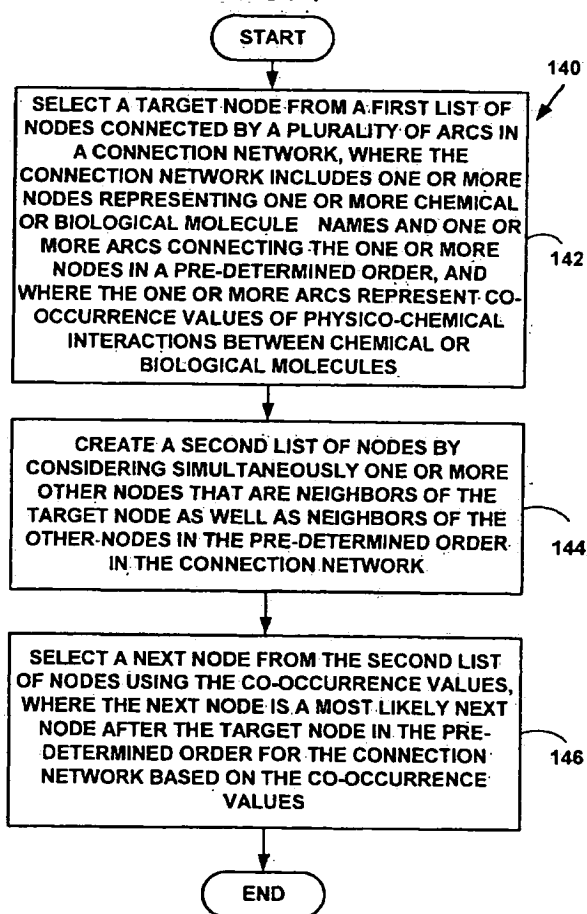 START
140
SELECT A TARGET NODE FROM A FIRST LIST OF
NODES CONNECTED BY A PLURALITY OF ARCS IN
A CONNECTION NETWORK, WHERE THE
CONNECTION NETWORK INCLUDES ONE OR MORE
NODES REPRESENTING ONE OR MORE CHEMICAL
OR BIOLOGICAL MOLECULE NAMES AND ONE OR
MORE ARCS CONNECTING THE ONE OR MORE
NODES IN A PRE-DETERMINED ORDER, AND
WHERE THE ONE OR MORE ARCS REPRESENT CO-
OCCURRENCE VALUES OF PHYSICO-CHEMICAL
INTERACTIONS BETWEEN CHEMICAL OR
BIOLOGICAL MOLECULES
142
CREATE A SECOND LIST OF NODES BY
CONSIDERING SIMULTANEOUSLY ONE OR MORE
OTHER NODES THAT ARE NEIGHBORS OF THE
TARGET NODE AS WELL AS NEIGHBORS OF THE
OTHER NODES IN THE PRE-DETERMINED ORDER
IN THE CONNECTION NETWORK
144
SELECT A NEXT NODE FROM THE SECOND LIST
OF NODES USING THE CO-OCCURRENCE VALUES,
WHERE THE NEXT NODE IS A MOST LIKELY NEXT
NODE AFTER THE TARGET NODE IN THE PRE-
DETERMINED ORDER FOR THE CONNECTION
NETWORK BASED ON THE CO-OCCURRENCE
VALUES
146
END